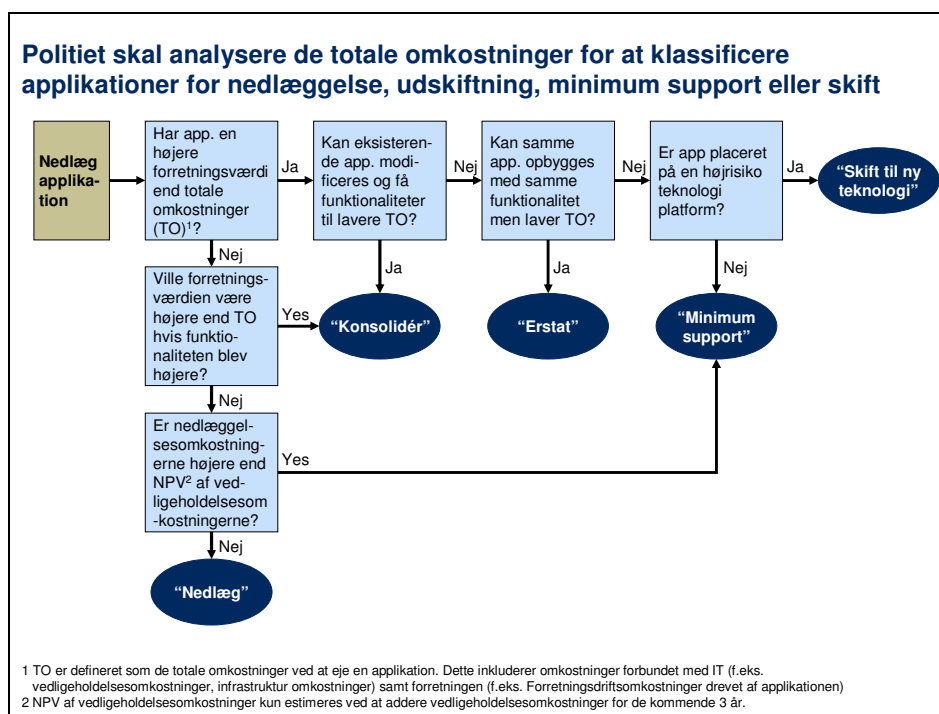 Politiet skal analysere de totale omkostninger for at klassificere
applikationer for nedlæggelse, udskiftning, minimum support eller skift
Nedlæg
applika-
tion
Har app. en
højere
forretningsværdi
end totale
omkostninger
(TO)¹?
Ja
Kan eksisteren-
de app. modi-
ficeres og få
funktionaliteter
til lavere TO?
Nej
Kan samme
app. opbygges
med samme
funktionalitet
men laver TO?
Nej
Er app placeret
på en højrisiko
teknologi
platform?
Ja
“Skift til ny
teknologi”
Nej
Ja
Ja
Nej
Ville forretnings-
værdien være
højere end TO
hvis funktio-
naliteten blev
højere?
Yes
“Konsolidér”
“Erstat”
“Minimum
support”
Nej
Er nedlæggel-
sesomkostning-
erne højere end
NPV² af ved-
ligeholdelsesom
-kostningerne?
Yes
Nej
“Nedlæg”
1 TO er defineret som de totale omkostninger ved at eje en applikation. Dette inkluderer omkostninger forbundet med IT (f.eks.
vedligeholdelsesomkostninger, infrastruktur omkostninger) samt forretningen (f.eks. Forretningsdriftsomkostninger drevet af applikationen)
2 NPV af vedligeholdelsesomkostninger kun estimeres ved at addere vedligeholdelsesomkostninger for de kommende 3 år.